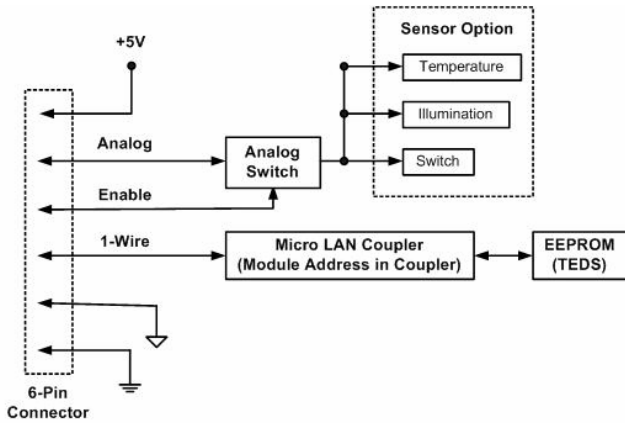 Sensor Option
+5V
Temperature
Illumination
Analog
Analog
Switch
Switch
Enable
1-Wire
Micro LAN Coupler
(Module Address in Coupler)
EEPROM
(TEDS)
6-Pin
Connector